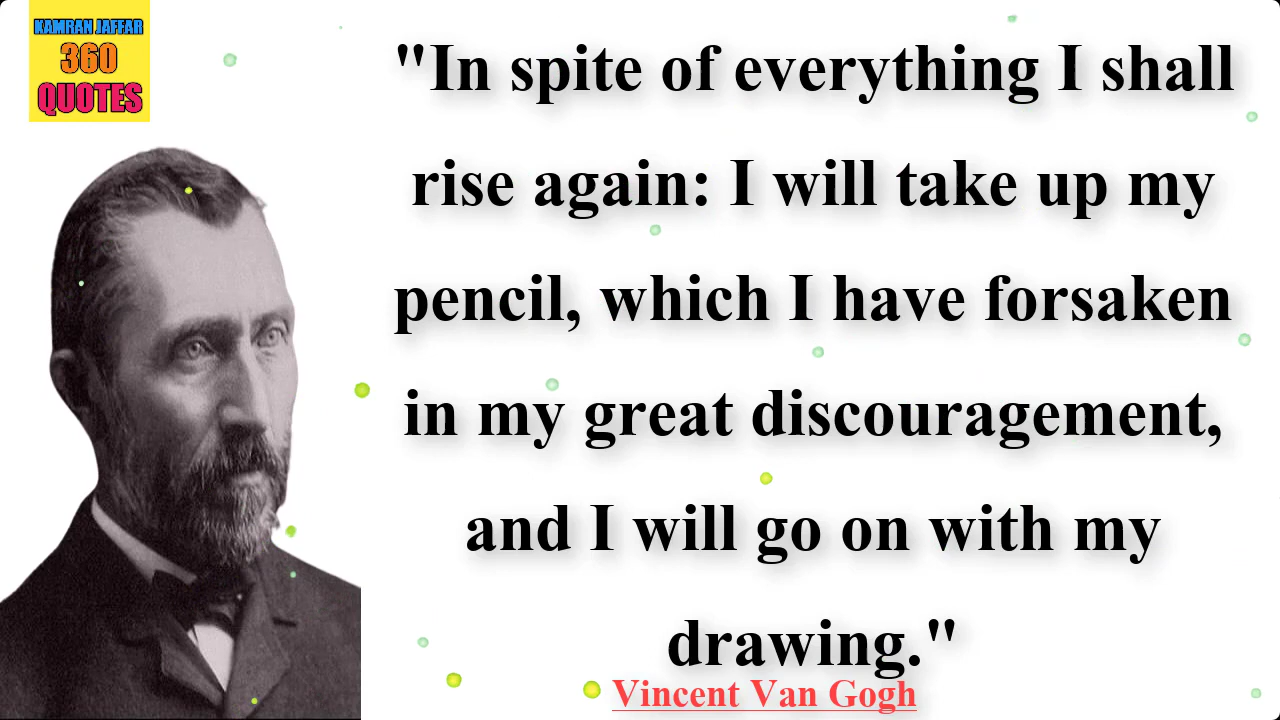 KAMRAN JAFFAR
360
QUOTES
"In spite of everything I shall
rise again: I will take up my
pencil, which I have forsaken
in my great discouragement,
and I will go on with my
drawing."
Vincent Van Gogh